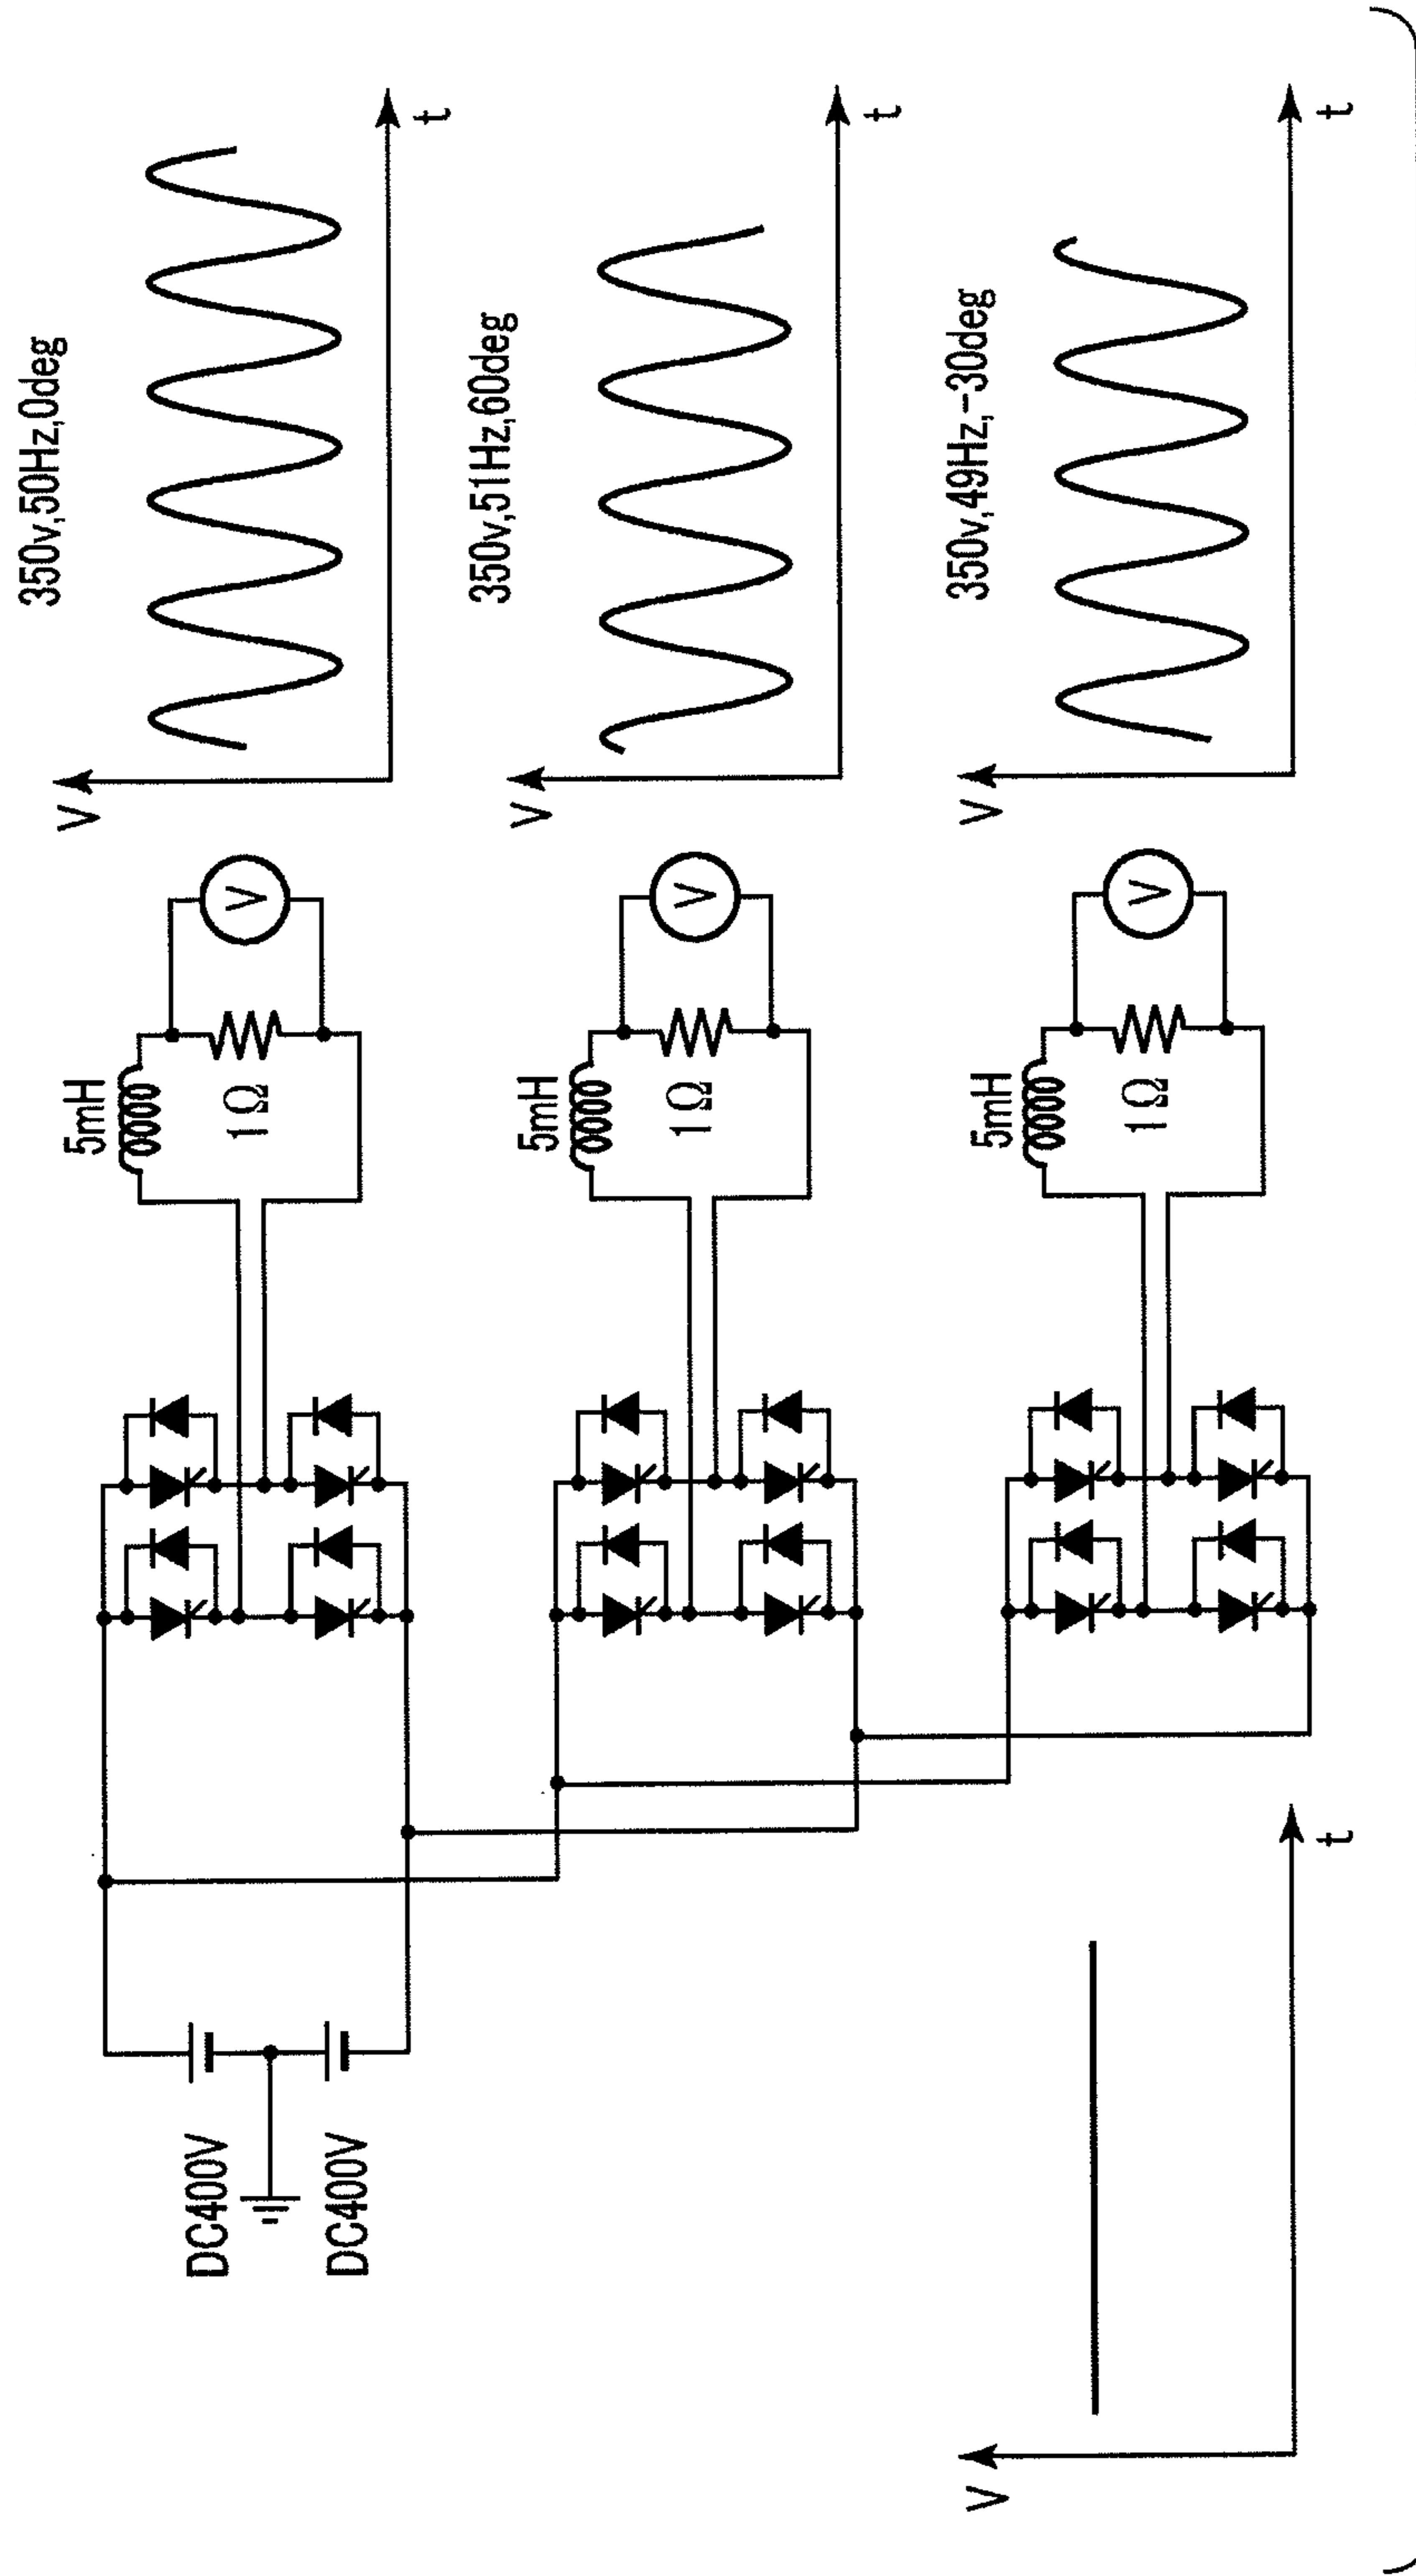 DC400V
DC400V
5mH
1Ω
V
V
350v,50Hz,0deg
t
5mH
1Ω
V
V
350v,51Hz,60deg
t
V
t
5mH
1Ω
V
V
350v,49Hz,-30deg
t